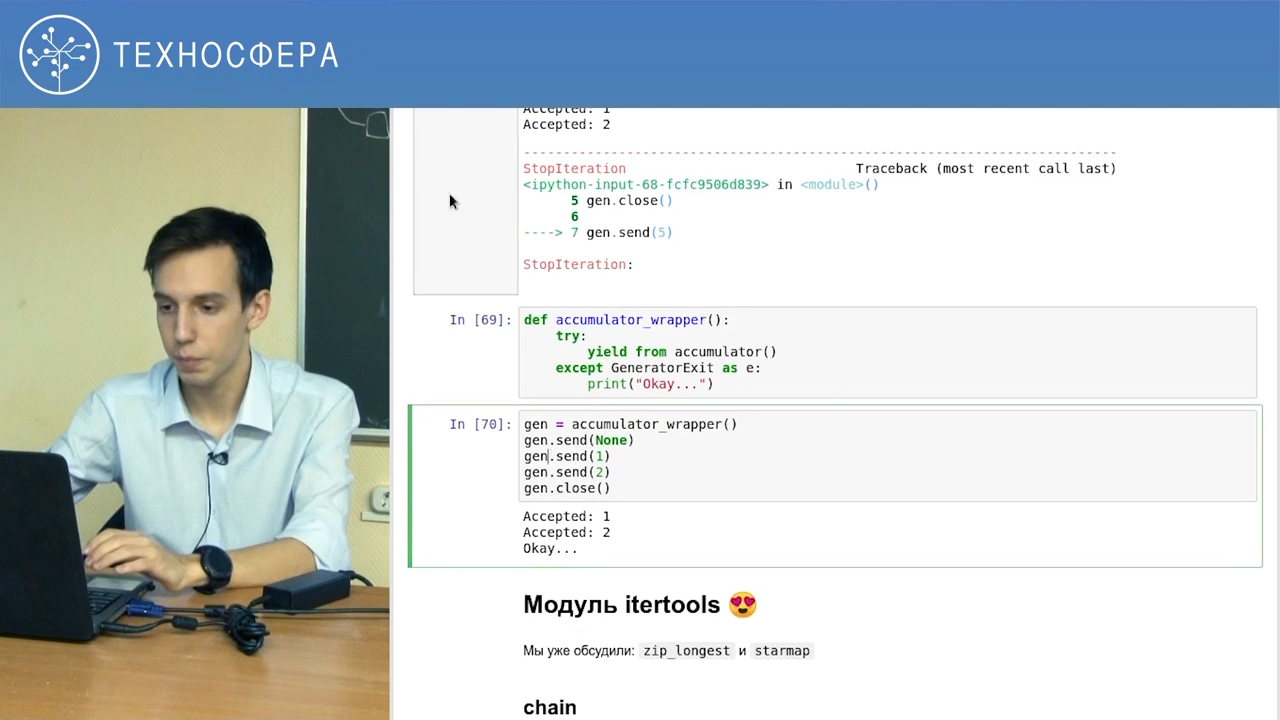 ТЕХНОСФЕРА
Accepted: 1
Accepted: 2
---------------------------------------------------------------------------
StopIteration Traceback (most recent call last)
<ipython-input-68-fcfc9506d839> in <module>()
5 gen.close()
6
----> 7 gen.send(5)
StopIteration:
In [69]: def accumulator_wrapper():
try:
yield from accumulator()
except GeneratorExit as e:
print("Okay...")
In [70]: gen = accumulator_wrapper()
gen.send(None)
gen.send(1)
gen.send(2)
gen.close()
Accepted: 1
Accepted: 2
Okay...
Модуль itertools 😍
Мы уже обсудили: zip_longest и starmap
chain